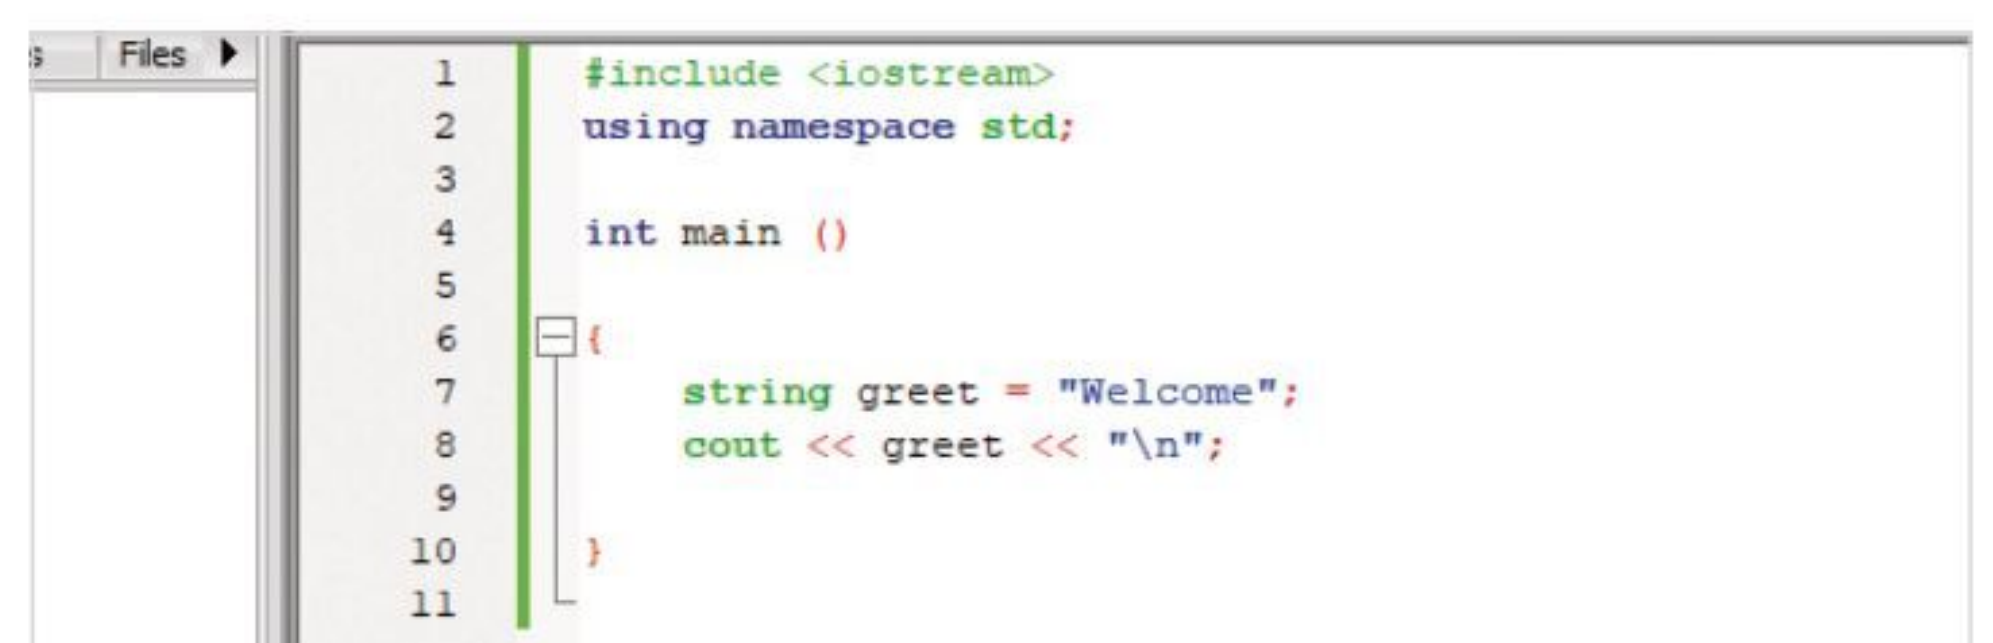 Files
1 #include <iostream>
2 using namespace std;
3
4 int main ()
5
6 {
7 string greet = "Welcome";
8 cout << greet << "\n";
9
10 }
11